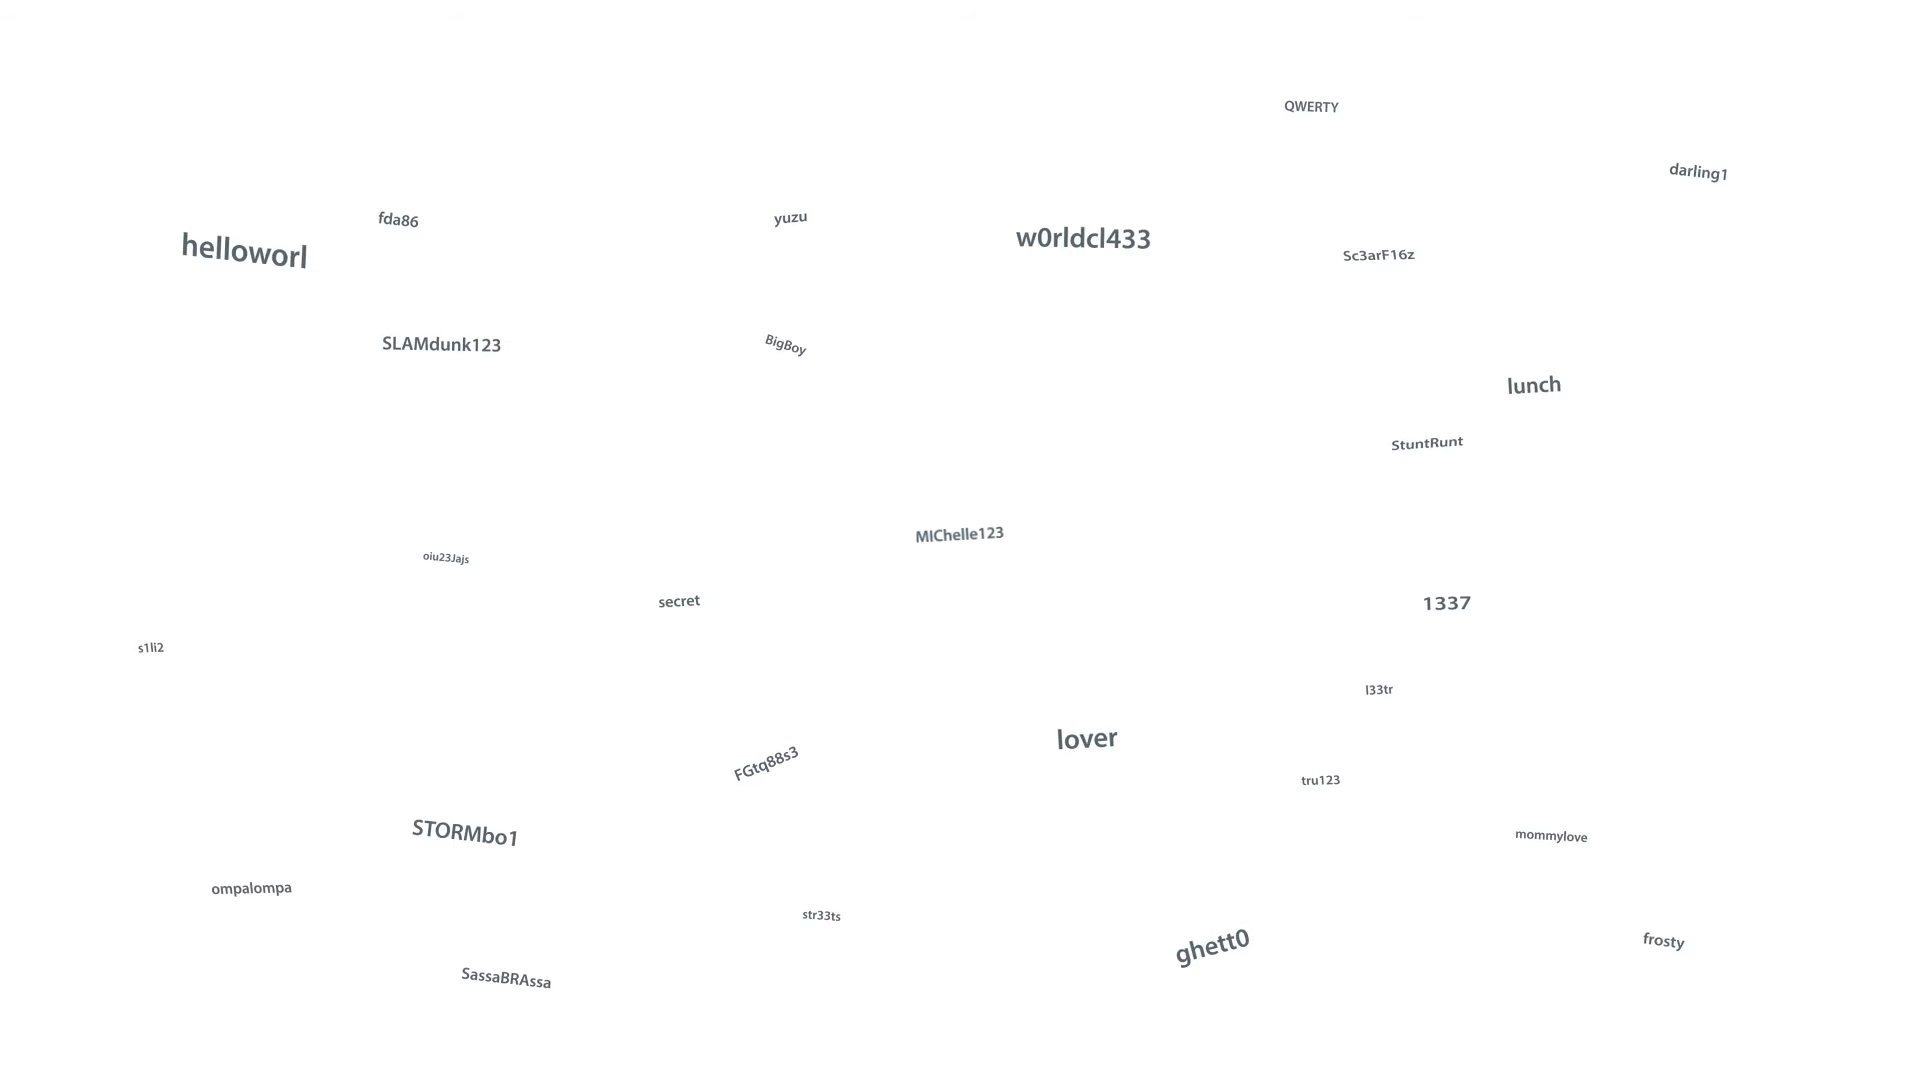 QWERTY
darling1
fda86
yuzu
helloworl
w0rldcl433
Sc3arF16z
SLAMdunk123
BigBoy
lunch
StuntRunt
MIChelle123
oiu23Jajs
secret
1337
s1li2
l33tr
lover
FGtq88s3
tru123
STORMbo1
mommylove
ompalompa
str33ts
ghett0
frosty
SassaBRAssa